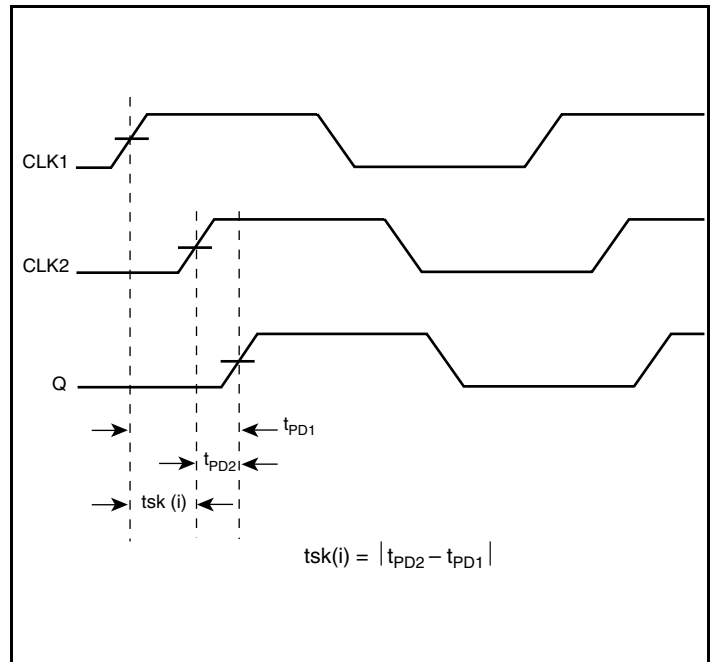 CLK1
CLK2
Q
tPD1
tPD2
tsk (i)
tsk(i) = |tPD2 – tPD1|